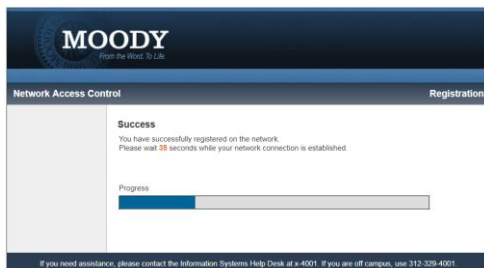 MOODY
From the Word. To Life.
Network Access Control
Registration
Success
You have successfully registered on the network.
Please wait 35 seconds while your network connection is established.
Progress
If you need assistance, please contact the Information Systems Help Desk at x-4001. If you are off campus, use 312-329-4001.